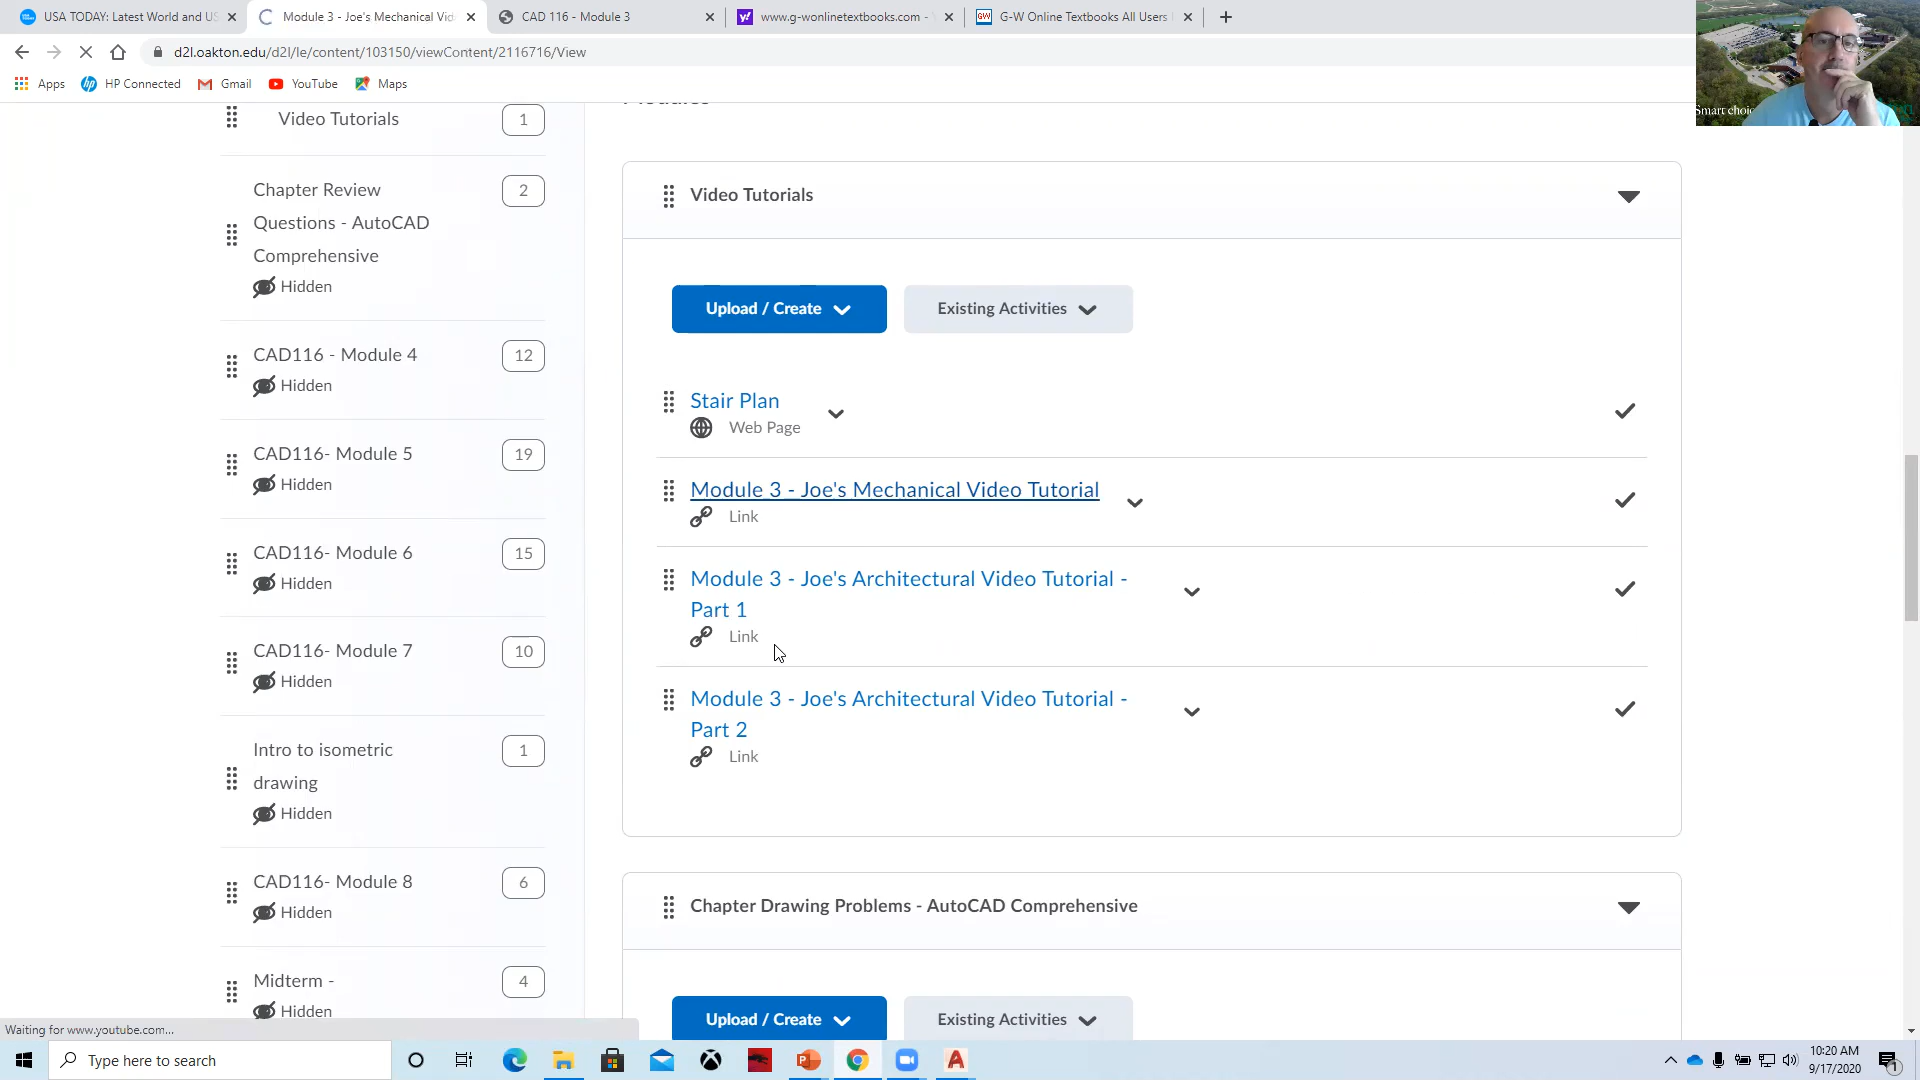 USA TODAY: Latest World and US
Module 3 - Joe's Mechanical Vid
CAD 116 - Module 3
www.g-wonlinetextbooks.com -
G-W Online Textbooks All Users
d2l.oakton.edu/d2l/le/content/103150/viewContent/2116716/View
Apps
HP Connected
Gmail
YouTube
Maps
Smart choic
Video Tutorials
1
Chapter Review
Questions - AutoCAD
Comprehensive
2
Hidden
CAD116 - Module 4
12
Hidden
CAD116- Module 5
19
Hidden
CAD116- Module 6
15
Hidden
CAD116- Module 7
10
Hidden
Intro to isometric
drawing
1
Hidden
CAD116- Module 8
6
Hidden
Midterm -
4
Hidden
Video Tutorials
Upload / Create
Existing Activities
Stair Plan
Web Page
Module 3 - Joe's Mechanical Video Tutorial
Link
Module 3 - Joe's Architectural Video Tutorial -
Part 1
Link
Module 3 - Joe's Architectural Video Tutorial -
Part 2
Link
Chapter Drawing Problems - AutoCAD Comprehensive
Upload / Create
Existing Activities
Waiting for www.youtube.com...
Type here to search
10:20 AM
9/17/2020
1